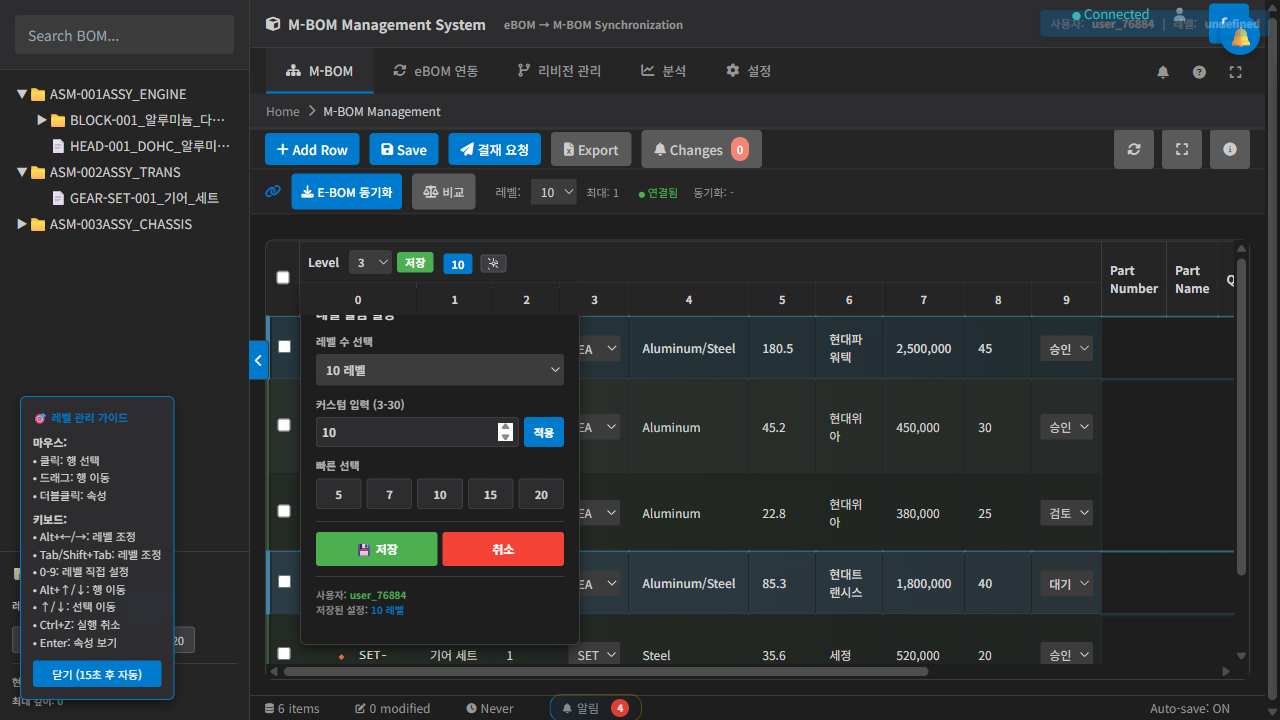 Search BOM...
ASM-001ASSY_ENGINE
BLOCK-001_알루미늄_다···
HEAD-001_DOHC_알루미···
ASM-002ASSY_TRANS
GEAR-SET-001_기어_세트
ASM-003ASSY_CHASSIS
M-BOM Management System eBOM → M-BOM Synchronization
Connected
사용자: user_76884 | 레벨: undefined
M-BOM eBOM 연동 리비전 관리 분석 설정
Home > M-BOM Management
+ Add Row Save 결재 요청 Export Changes 0
E-BOM 동기화 비교 레벨: 10 최대: 1 ● 연결됨 동기화: -
Level 3 저장 10
Part Number Part Name Q
0 1 2 3 4 5 6 7 8 9
레벨 수 선택
10 레벨
커스텀 입력 (3-30)
10 적용
빠른 선택
5 7 10 15 20
저장 취소
사용자: user_76884
저장된 설정: 10 레벨
EA Aluminum/Steel 180.5 현대파워텍 2,500,000 45 승인
EA Aluminum 45.2 현대위아 450,000 30 승인
EA Aluminum 22.8 현대위아 380,000 25 검토
EA Aluminum/Steel 85.3 현대트랜시스 1,800,000 40 대기
SET- 기어 세트 1 SET Steel 35.6 세정 520,000 20 승인
레벨 관리 가이드
마우스:
• 클릭: 행 선택
• 드래그: 행 이동
• 더블클릭: 속성
키보드:
• Alt+←/→: 레벨 조정
• Tab/Shift+Tab: 레벨 조정
• 0-9: 레벨 직접 설정
• Alt+↑/↓: 행 이동
• ↑/↓: 선택 이동
• Ctrl+Z: 실행 취소
• Enter: 속성 보기
닫기 (15초 후 자동)
20
최대 깊이: 0
6 items 0 modified Never 알림 4 Auto-save: ON